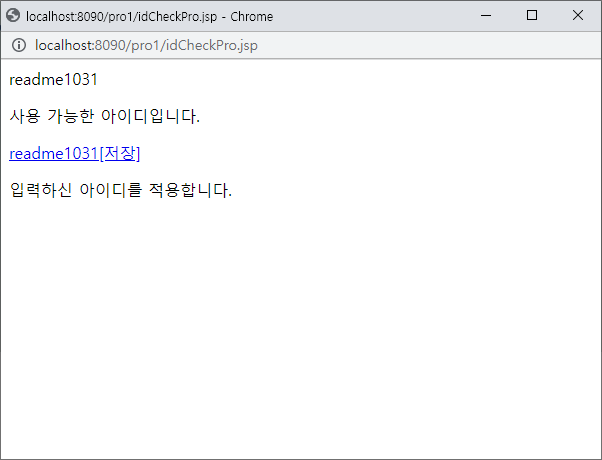 localhost:8090/pro1/idCheckPro.jsp - Chrome
localhost:8090/pro1/idCheckPro.jsp
readme1031
사용 가능한 아이디입니다.
readme1031[저장]
입력하신 아이디를 적용합니다.